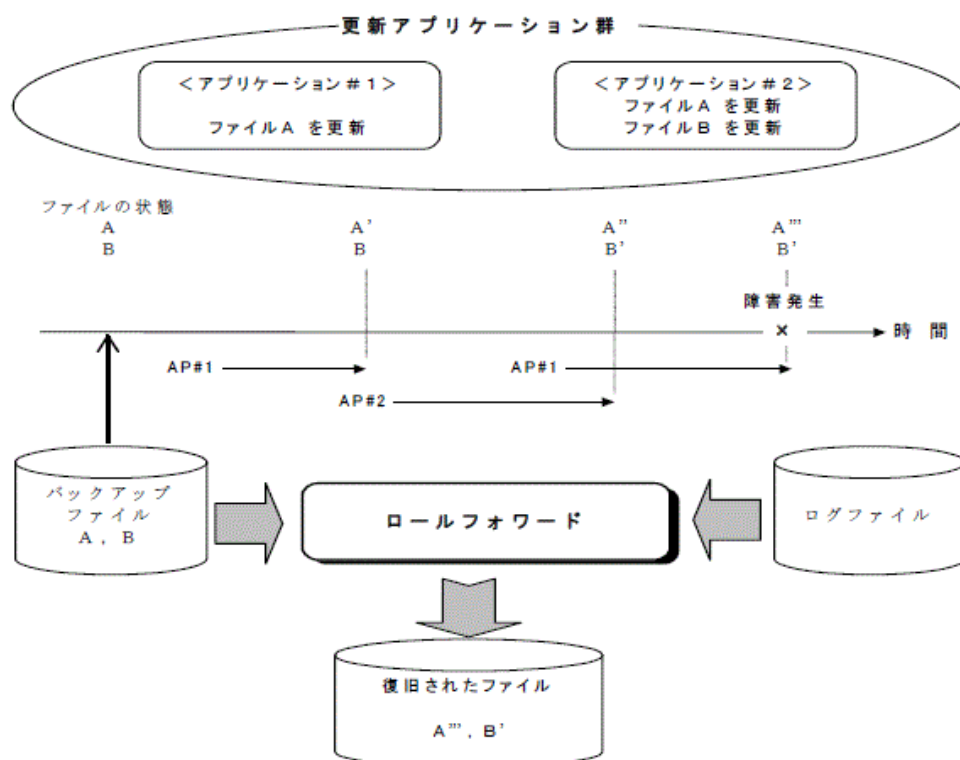 更新アプリケーション群
＜アプリケーション＃１＞
ファイルＡ を更新
＜アプリケーション＃２＞
ファイルＡ を更新
ファイルＢ を更新
ファイルの状態
A
B
A'
B
A''
B'
A'''
B'
障害発生
×
時 間
AP#1
AP#1
AP#2
バックアップ
ファイル
A , B
ロールフォワード
ログファイル
復旧されたファイル
A''' , B'